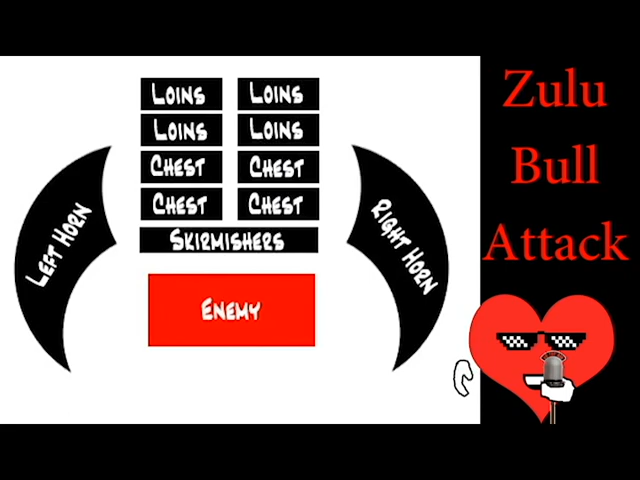 Loins Loins
Loins Loins
Chest Chest
Chest Chest
Skirmishers
Left Horn
Right Horn
Enemy
Zulu
Bull
Attack